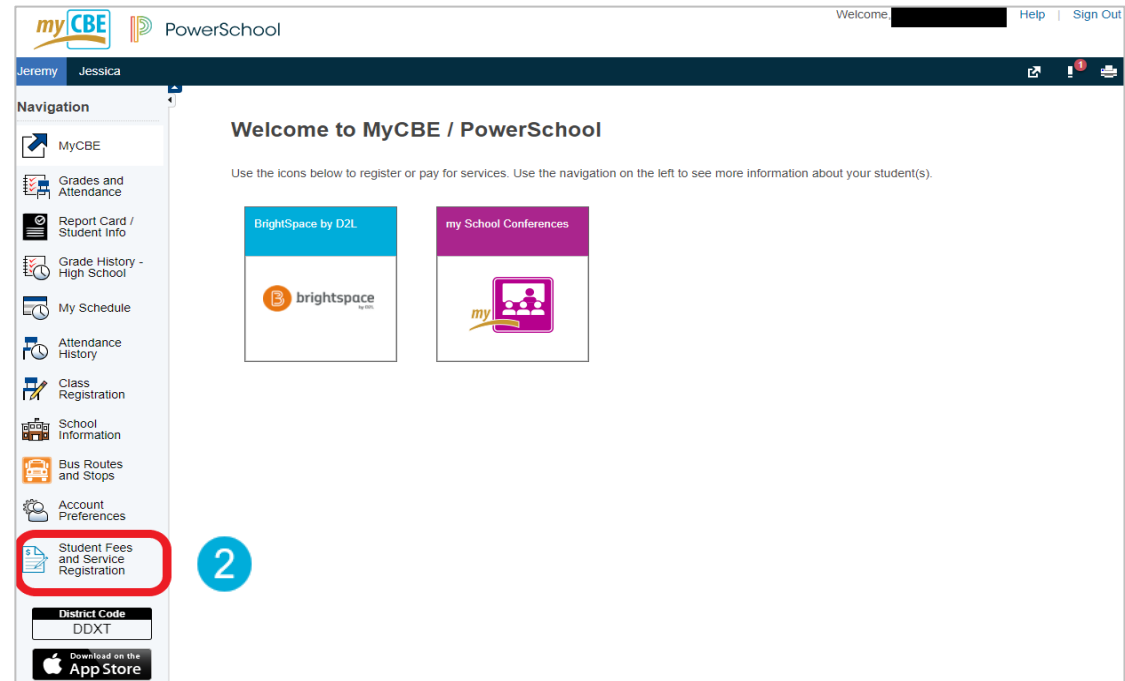 my CBE PowerSchool
Welcome,
Help | Sign Out
Jeremy Jessica
1
Navigation
MyCBE
Grades and
Attendance
Report Card /
Student Info
Grade History -
High School
My Schedule
Attendance
History
Class
Registration
School
Information
Bus Routes
and Stops
Account
Preferences
Student Fees
and Service
Registration
2
District Code
DDXT
Download on the
App Store
Welcome to MyCBE / PowerSchool
Use the icons below to register or pay for services. Use the navigation on the left to see more information about your student(s).
BrightSpace by D2L
brightspace
by D2L
my School Conferences
my